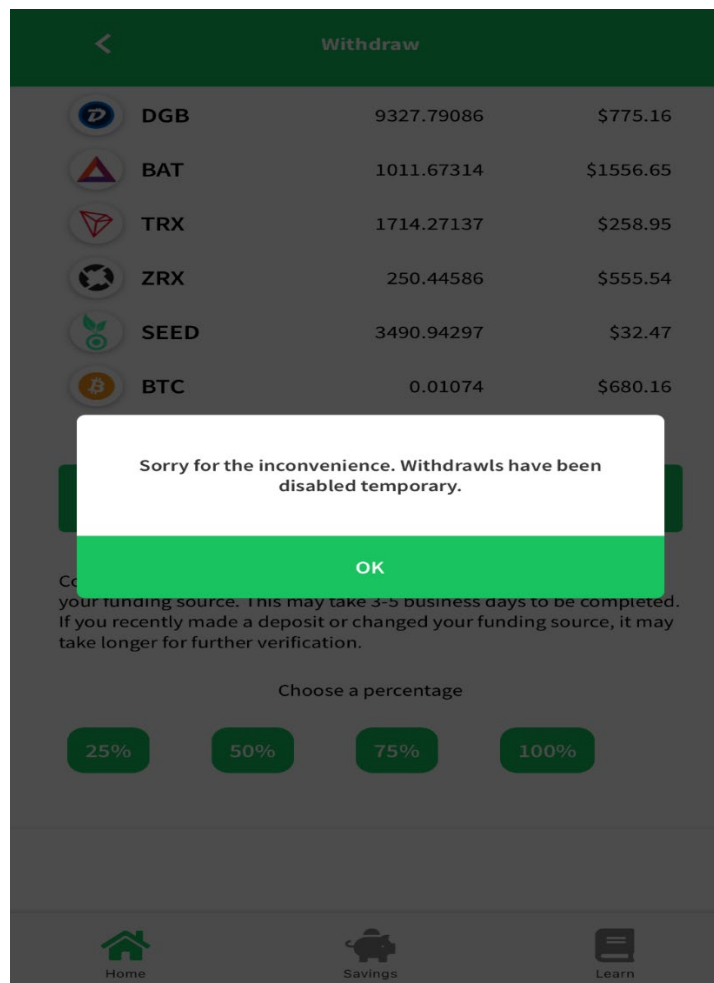 Withdraw
DGB 9327.79086 $775.16
BAT 1011.67314 $1556.65
TRX 1714.27137 $258.95
ZRX 250.44586 $555.54
SEED 3490.94297 $32.47
BTC 0.01074 $680.16
Sorry for the inconvenience. Withdrawls have been
disabled temporary.
OK
your funding source. This may take 3-5 business days to be completed.
If you recently made a deposit or changed your funding source, it may
take longer for further verification.
Choose a percentage
25% 50% 75% 100%
Home Savings Learn